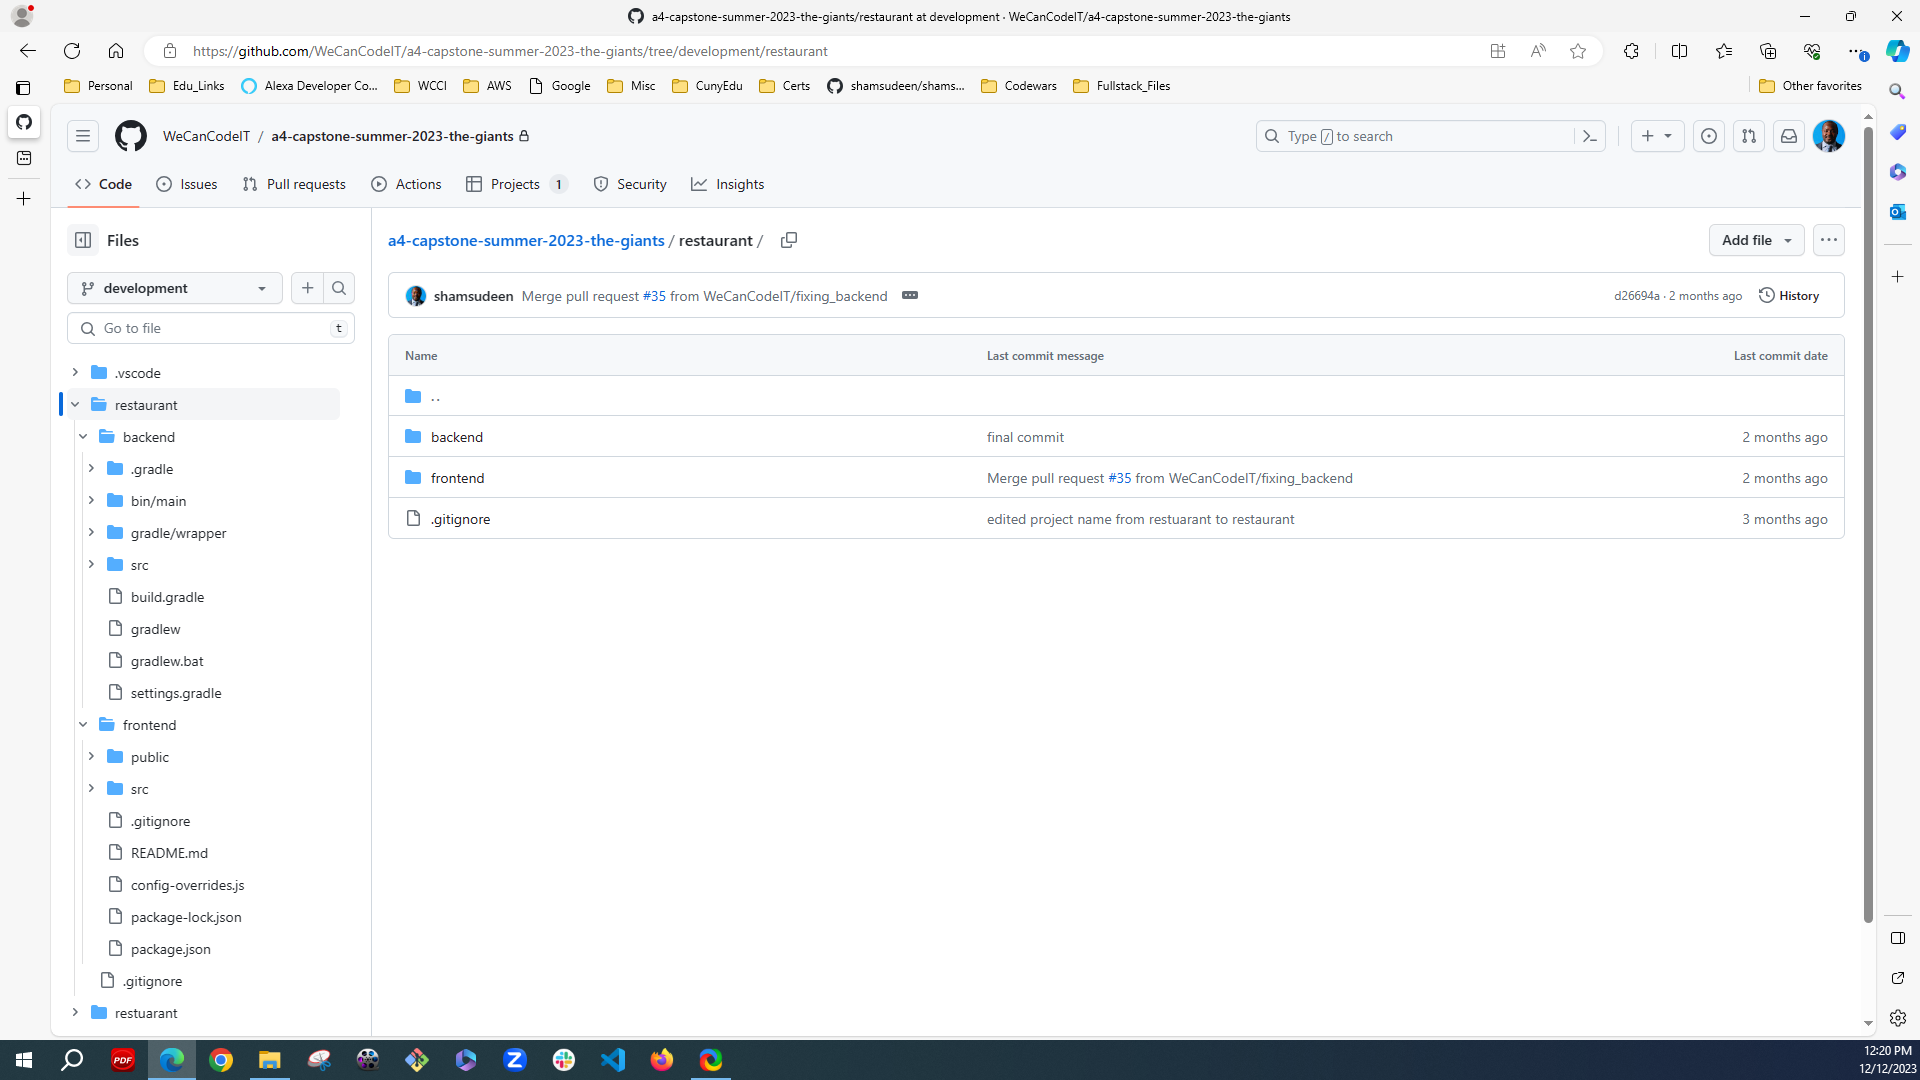 a4-capstone-summer-2023-the-giants/restaurant at development · WeCanCodeIT/a4-capstone-summer-2023-the-giants
https://github.com/WeCanCodeIT/a4-capstone-summer-2023-the-giants/tree/development/restaurant
Personal Edu_Links Alexa Developer Co... WCCI AWS Google Misc CunyEdu Certs shamsudeen/shams... Codewars Fullstack_Files Other favorites
WeCanCodeIT / a4-capstone-summer-2023-the-giants
Type / to search
Code Issues Pull requests Actions Projects 1 Security Insights
Files
a4-capstone-summer-2023-the-giants / restaurant /
Add file
development
shamsudeen Merge pull request #35 from WeCanCodeIT/fixing_backend
d26694a · 2 months ago History
Go to file t
Name Last commit message Last commit date
..
backend final commit 2 months ago
frontend Merge pull request #35 from WeCanCodeIT/fixing_backend 2 months ago
.gitignore edited project name from restuarant to restaurant 3 months ago
.vscode
restaurant
backend
.gradle
bin/main
gradle/wrapper
src
build.gradle
gradlew
gradlew.bat
settings.gradle
frontend
public
src
.gitignore
README.md
config-overrides.js
package-lock.json
package.json
.gitignore
restuarant
PDF
12:20 PM
12/12/2023